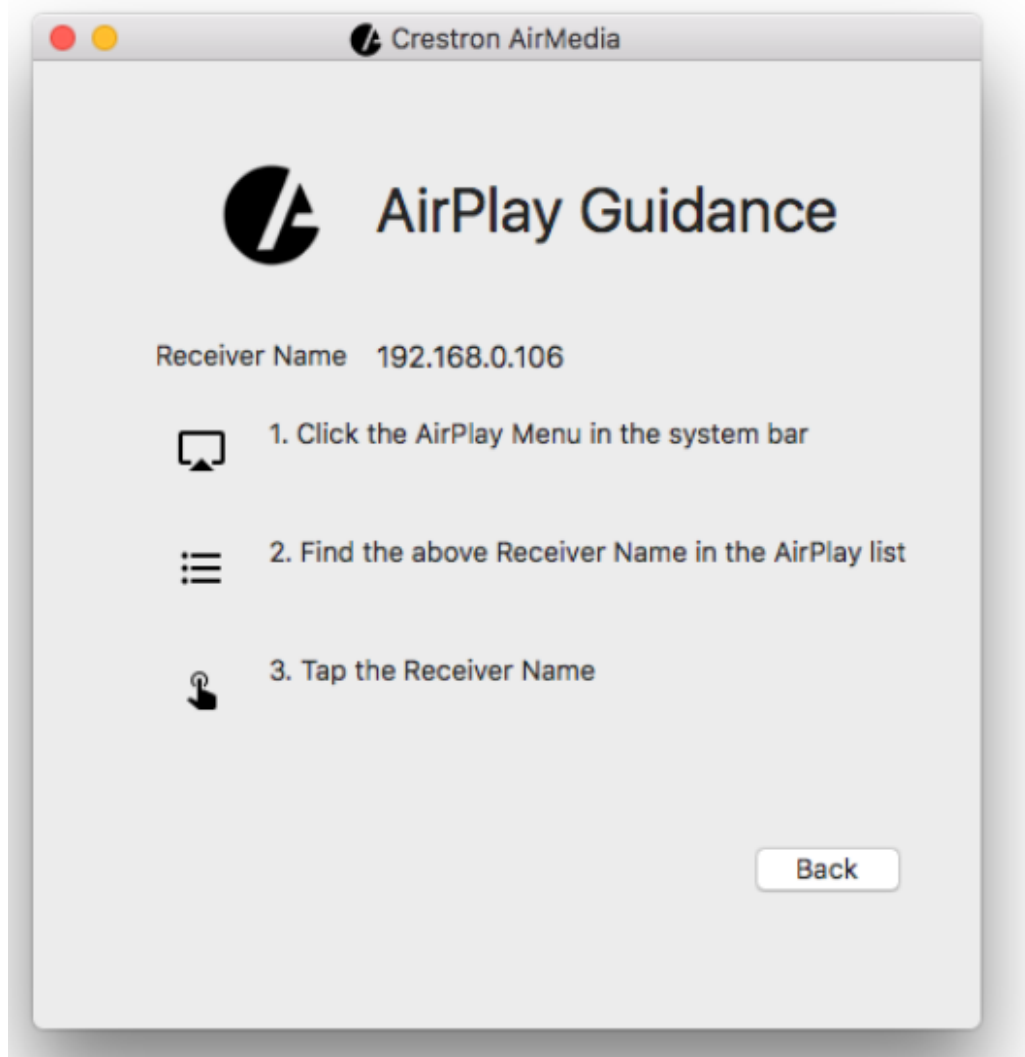 Crestron AirMedia
AirPlay Guidance
Receiver Name 192.168.0.106
1. Click the AirPlay Menu in the system bar
2. Find the above Receiver Name in the AirPlay list
3. Tap the Receiver Name
Back